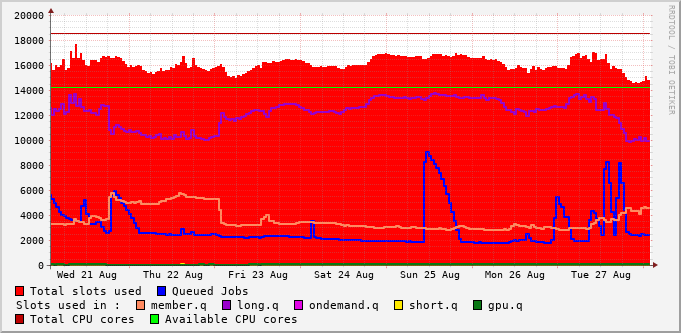 RRDTOOL / TOBI OETIKER
20000
18000
16000
14000
12000
10000
8000
6000
4000
2000
0
Wed 21 Aug Thu 22 Aug Fri 23 Aug Sat 24 Aug Sun 25 Aug Mon 26 Aug Tue 27 Aug
Total slots used Queued Jobs
Slots used in : member.q long.q ondemand.q short.q gpu.q
Total CPU cores Available CPU cores